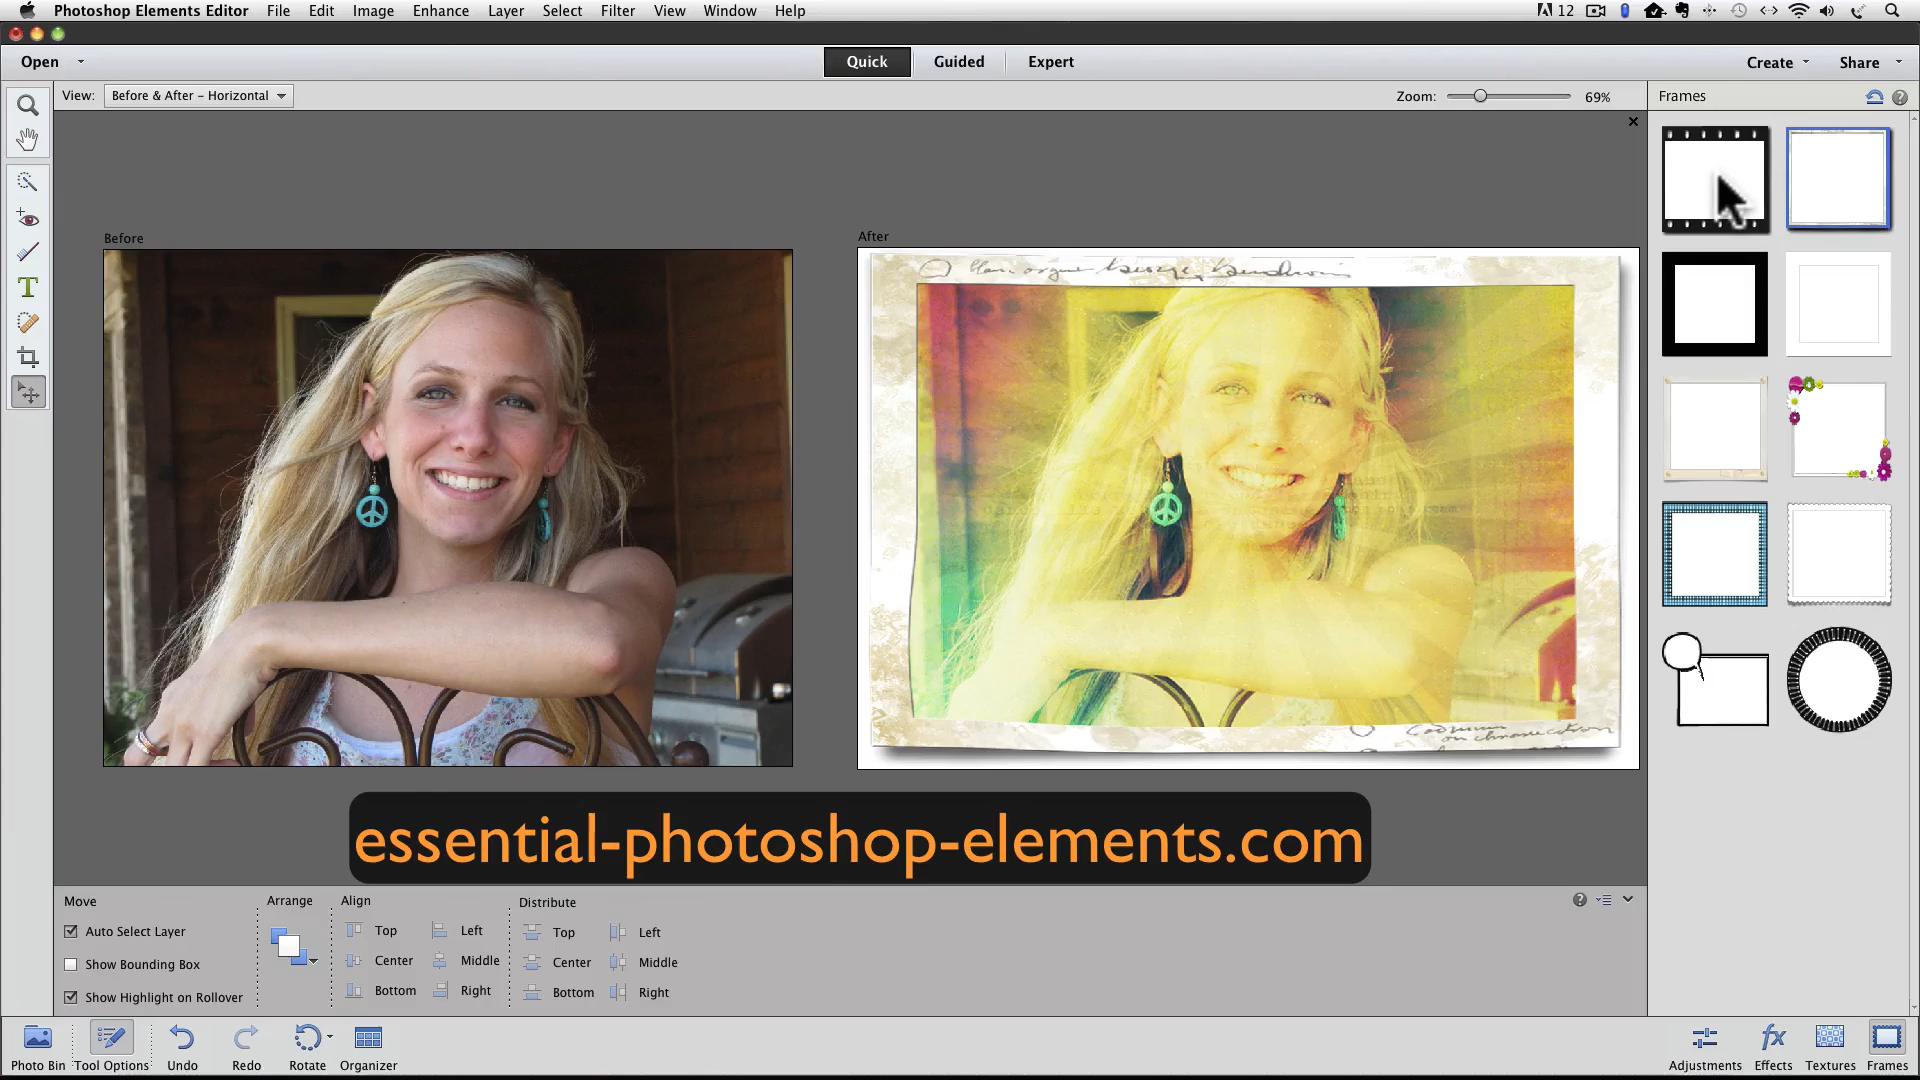 Photoshop Elements Editor File Edit Image Enhance Layer Select Filter View Window Help 12
Open Quick Guided Expert Create Share
View: Before & After – Horizontal Zoom: 69% Frames
Before After
essential-photoshop-elements.com
Move Arrange Align Distribute
Auto Select Layer Top Left Top Left
Show Bounding Box Center Middle Center Middle
Show Highlight on Rollover Bottom Right Bottom Right
Photo Bin Tool Options Undo Redo Rotate Organizer Adjustments Effects Textures Frames